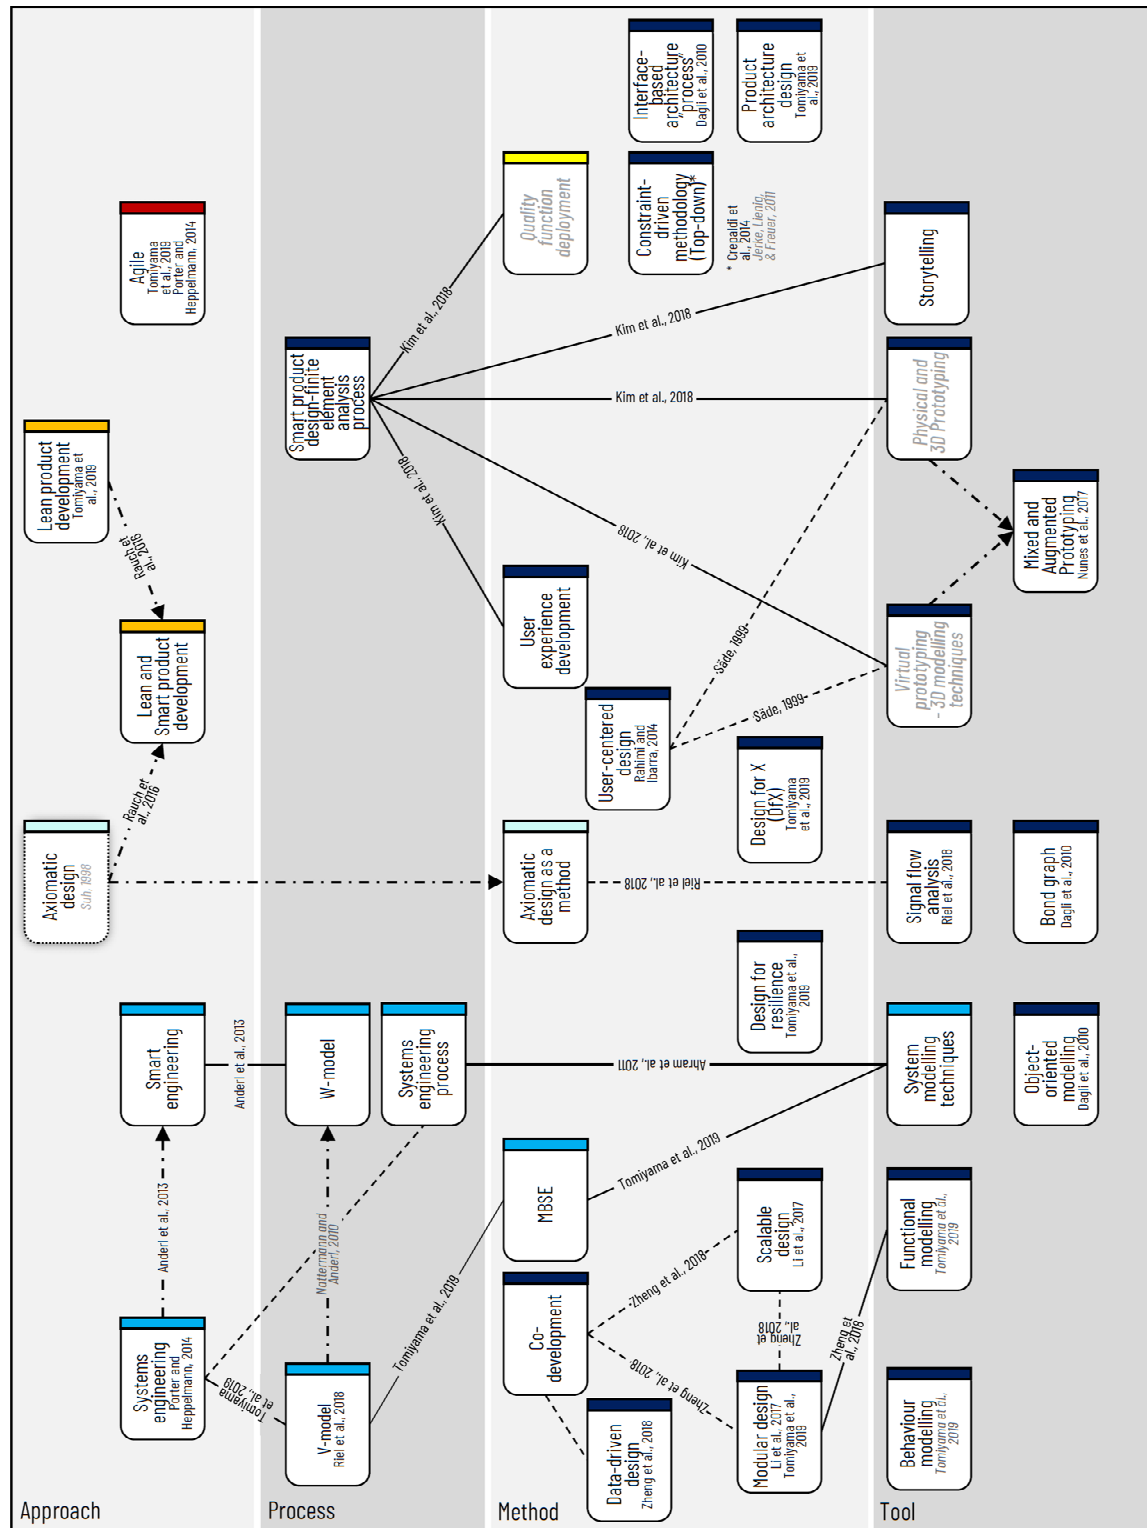 Approach
Systems
engineering
Porter and
Heppelmann, 2014
Anderl et al., 2013
Smart
engineering
Anderl et al., 2013
Tomiyama
et al., 2019
Axiomatic
design
Suh, 1998
Rauch et
al., 2016
Lean and
Smart product
development
Rauch et
al., 2016
Lean product
development
Tomiyama et
al., 2019
Agile
Tomiyama
et al., 2019
Porter and
Heppelmann, 2014
Process
V-model
Riel et al., 2018
Nattermann and
Anderl, 2010
W-model
Systems
engineering
process
Tomiyama et al., 2019
Ahram et al., 2011
Smart product
design-finite
element
analysis
process
Kim et al., 2018
Kim et al., 2018
Kim et al., 2018
Kim et al., 2018
Kim et al., 2018
Method
Data-driven
design
Zheng et al., 2018
Co-
development
MBSE
Tomiyama et al., 2019
Zheng et al., 2018
Zheng et al., 2018
Modular design
Li et al., 2017
Tomiyama et al.,
2019
Zheng et
al., 2018
Scalable
design
Li et al., 2017
Zheng et
al., 2018
Design for
resilience
Tomiyama et al.,
2019
Axiomatic
design as a
method
Riel et al., 2018
Design for X
(DfX)
Tomiyama
et al., 2019
User-centered
design
Rahimi and
Ibarra, 2014
Säde, 1999
Säde, 1999
User
experience
development
Quality
function
deployment
Constraint-
driven
methodology
(Top-down)*
* Crepaldi et
al., 2014
Jerke, Lienig,
& Freuer, 2011
Interface-
based
architecture
"process"
Dagli et al., 2010
Product
architecture
design
Tomiyama et
al., 2019
Tool
Behaviour
modelling
Tomiyama et al.,
2019
Functional
modelling
Tomiyama et al.,
2019
System
modelling
techniques
Object-
oriented
modelling
Dagli et al., 2010
Signal flow
analysis
Riel et al., 2018
Bond graph
Dagli et al., 2010
Virtual
prototyping
- 3D modelling
techniques
Mixed and
Augmented
Prototyping
Nunes et al., 2017
Physical and
3D Prototyping
Storytelling